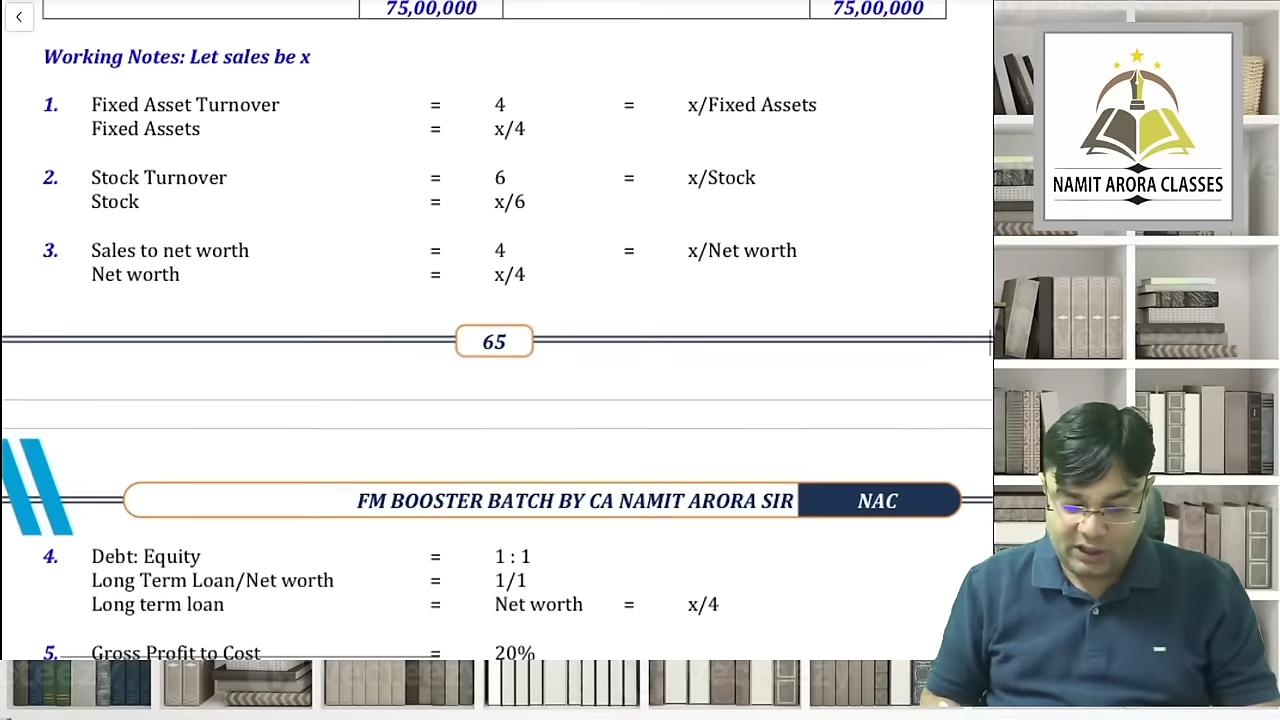 75,00,000 75,00,000
Working Notes: Let sales be x
1. Fixed Asset Turnover = 4 = x/Fixed Assets
Fixed Assets = x/4
2. Stock Turnover = 6 = x/Stock
Stock = x/6
3. Sales to net worth = 4 = x/Net worth
Net worth = x/4
65
FM BOOSTER BATCH BY CA NAMIT ARORA SIR NAC
4. Debt: Equity = 1 : 1
Long Term Loan/Net worth = 1/1
Long term loan = Net worth = x/4
5. Gross Profit to Cost = 20%
NAMIT ARORA CLASSES